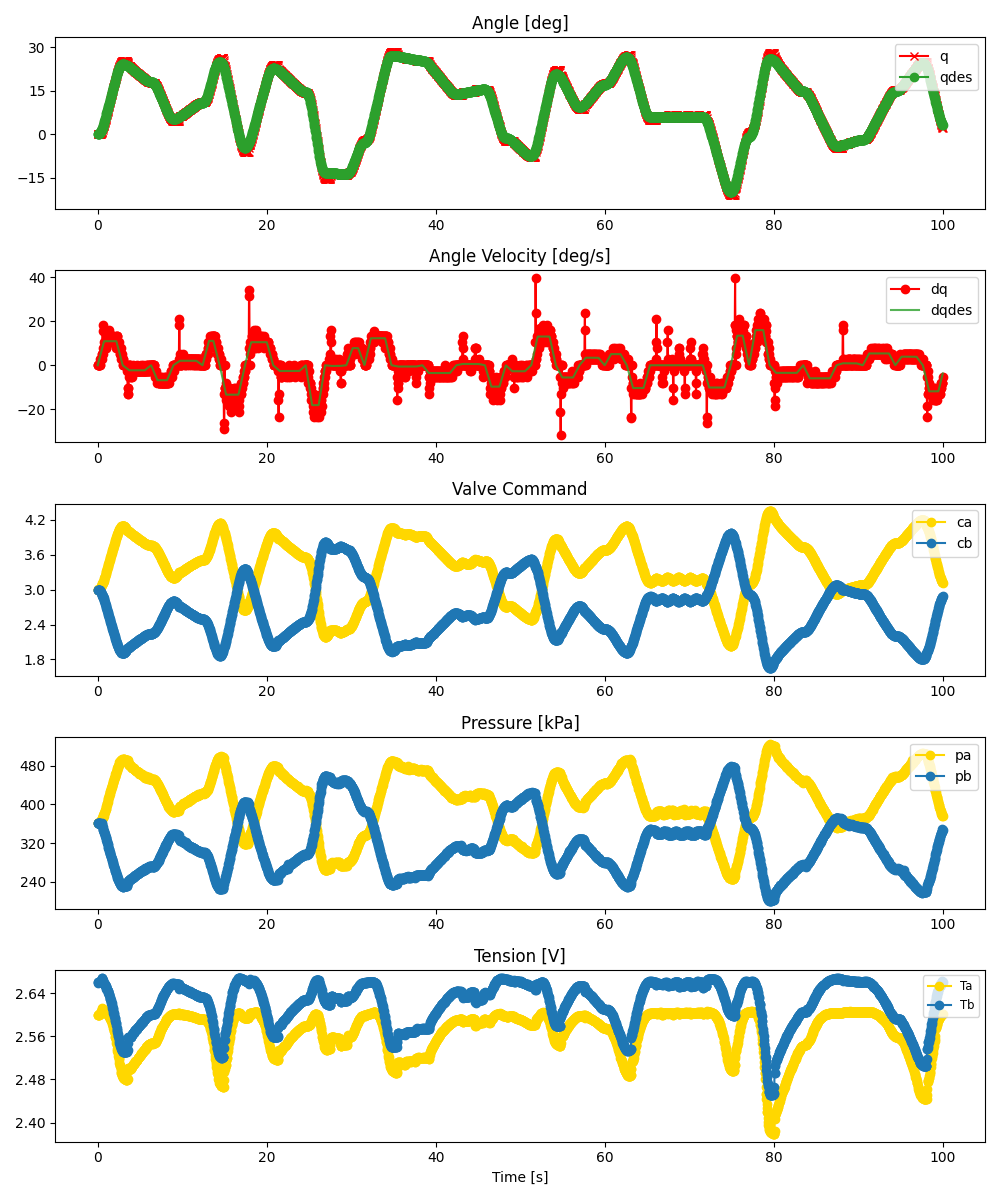 Angle [deg]
30
15
0
−15
q
qdes
0 20 40 60 80 100
Angle Velocity [deg/s]
40
20
0
−20
dq
dqdes
0 20 40 60 80 100
Valve Command
4.2
3.6
3.0
2.4
1.8
ca
cb
0 20 40 60 80 100
Pressure [kPa]
480
400
320
240
pa
pb
0 20 40 60 80 100
Tension [V]
2.64
2.56
2.48
2.40
Ta
Tb
0 20 40 60 80 100
Time [s]